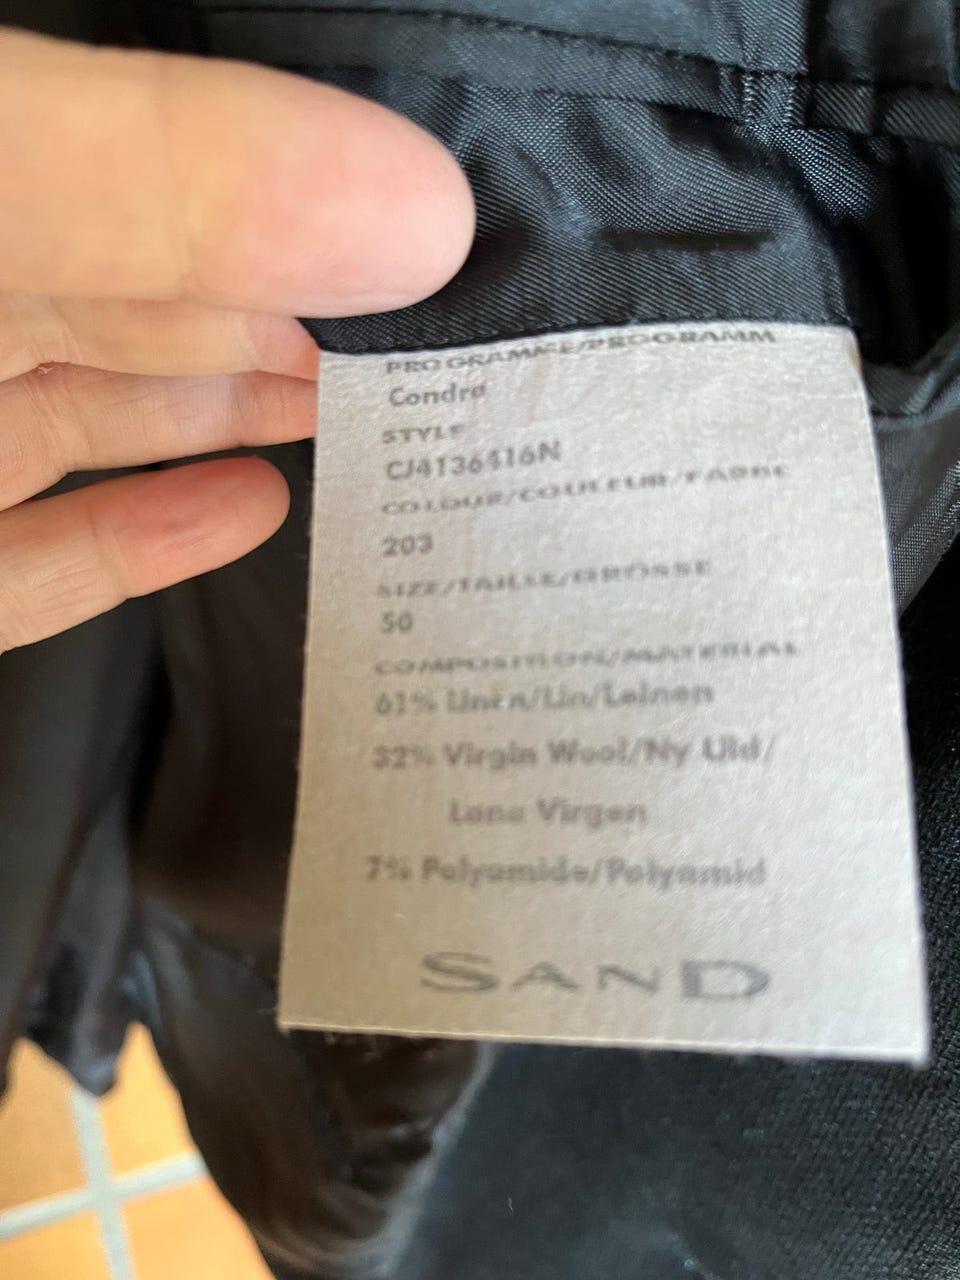 PROGRAMME/PROGRAMM
Condra
STYLE
CJ4136416N
COLOUR/COULEUR/FARBE
203
SIZE/TAILLE/GRÖSSE
50
COMPOSITION/MATERIAL
61% Linen/Lin/Leinen
32% Virgin Wool/Ny Uld/
Lana Virgen
7% Polyamide/Polyamid
SAND